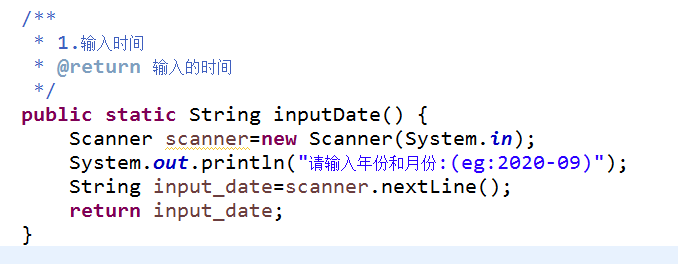 /**
 * 1.输入时间
 * @return 输入的时间
 */
public static String inputDate() {
    Scanner scanner=new Scanner(System.in);
    System.out.println("请输入年份和月份:(eg:2020-09)");
    String input_date=scanner.nextLine();
    return input_date;
}